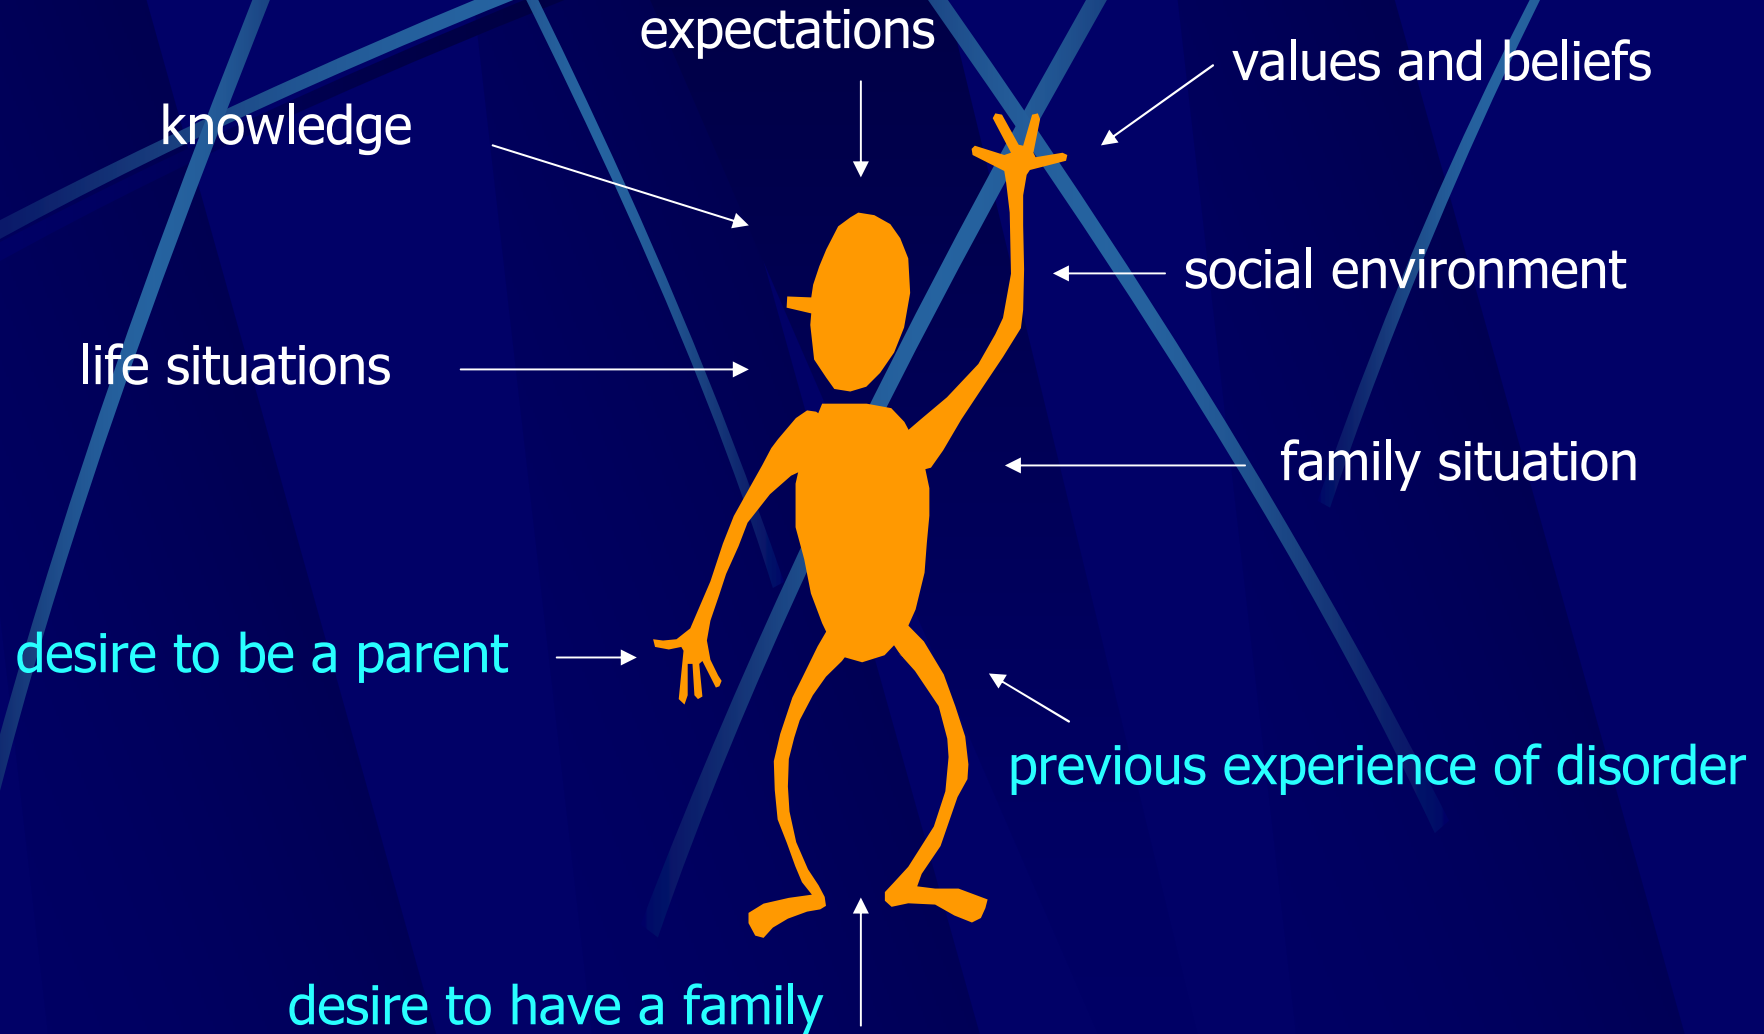 expectations
values and beliefs
knowledge
social environment
life situations
family situation
desire to be a parent
previous experience of disorder
desire to have a family